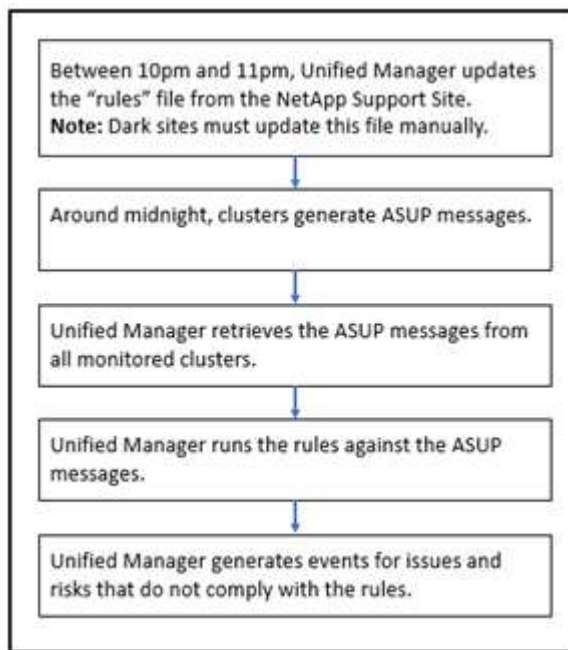 Between 10pm and 11pm, Unified Manager updates
the “rules” file from the NetApp Support Site.
Note: Dark sites must update this file manually.
Around midnight, clusters generate ASUP messages.
Unified Manager retrieves the ASUP messages from
all monitored clusters.
Unified Manager runs the rules against the ASUP
messages.
Unified Manager generates events for issues and
risks that do not comply with the rules.